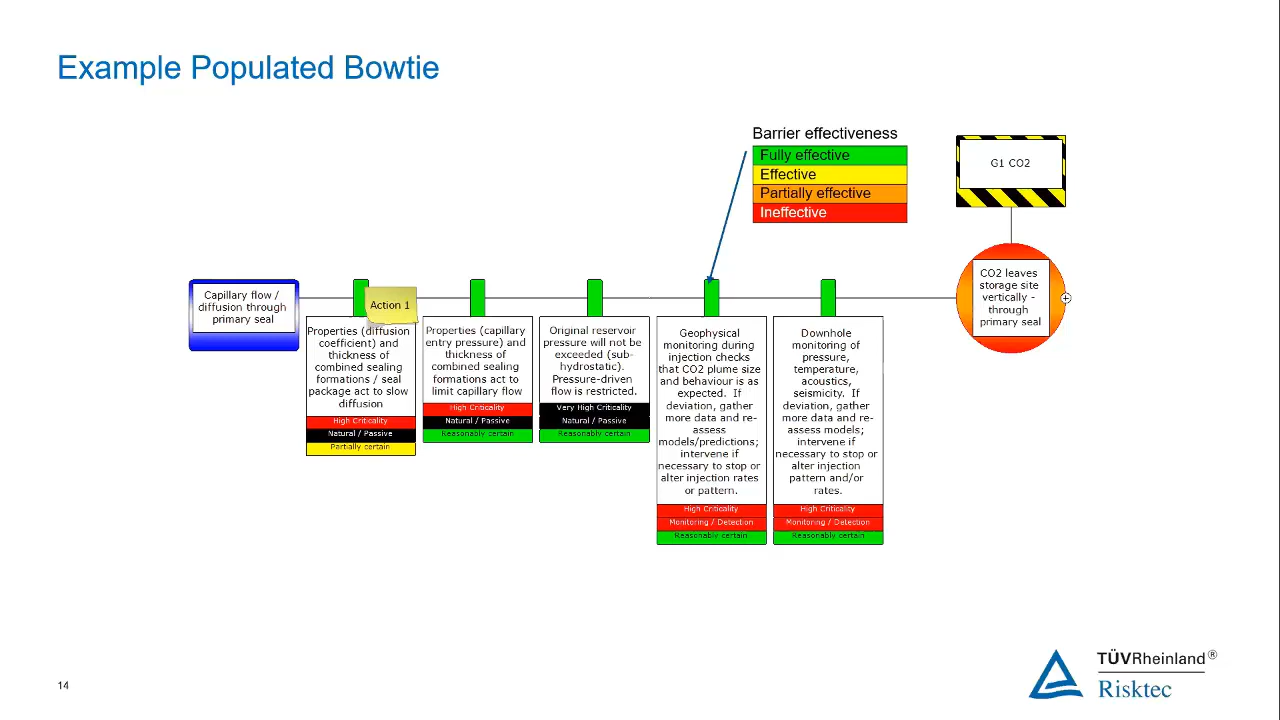 Example Populated Bowtie
Barrier effectiveness
Fully effective
Effective
Partially effective
Ineffective
G1 CO2
Capillary flow /
diffusion through
primary seal
Action 1
CO2 leaves
storage site
vertically -
through
primary seal
Properties (diffusion
coefficient) and
thickness of
combined sealing
formations / seal
package act to slow
diffusion
High Criticality
Natural / Passive
Partially certain
Properties (capillary
entry pressure) and
thickness of
combined sealing
formations act to
limit capillary flow
High Criticality
Natural / Passive
Reasonably certain
Original reservoir
pressure will not be
exceeded (sub-
hydrostatic).
Pressure-driven
flow is restricted.
Very High Criticality
Natural / Passive
Reasonably certain
Geophysical
monitoring during
injection checks
that CO2 plume size
and behaviour is as
expected. If
deviation, gather
more data and re-
assess
models/predictions;
intervene if
necessary to stop or
alter injection rates
or pattern.
High Criticality
Monitoring / Detection
Reasonably certain
Downhole
monitoring of
pressure,
temperature,
acoustics,
seismicity. If
deviation, gather
more data and re-
assess models;
intervene if
necessary to stop or
alter injection
pattern and/or
rates.
High Criticality
Monitoring / Detection
Reasonably certain
14
TÜVRheinland®
Risktec